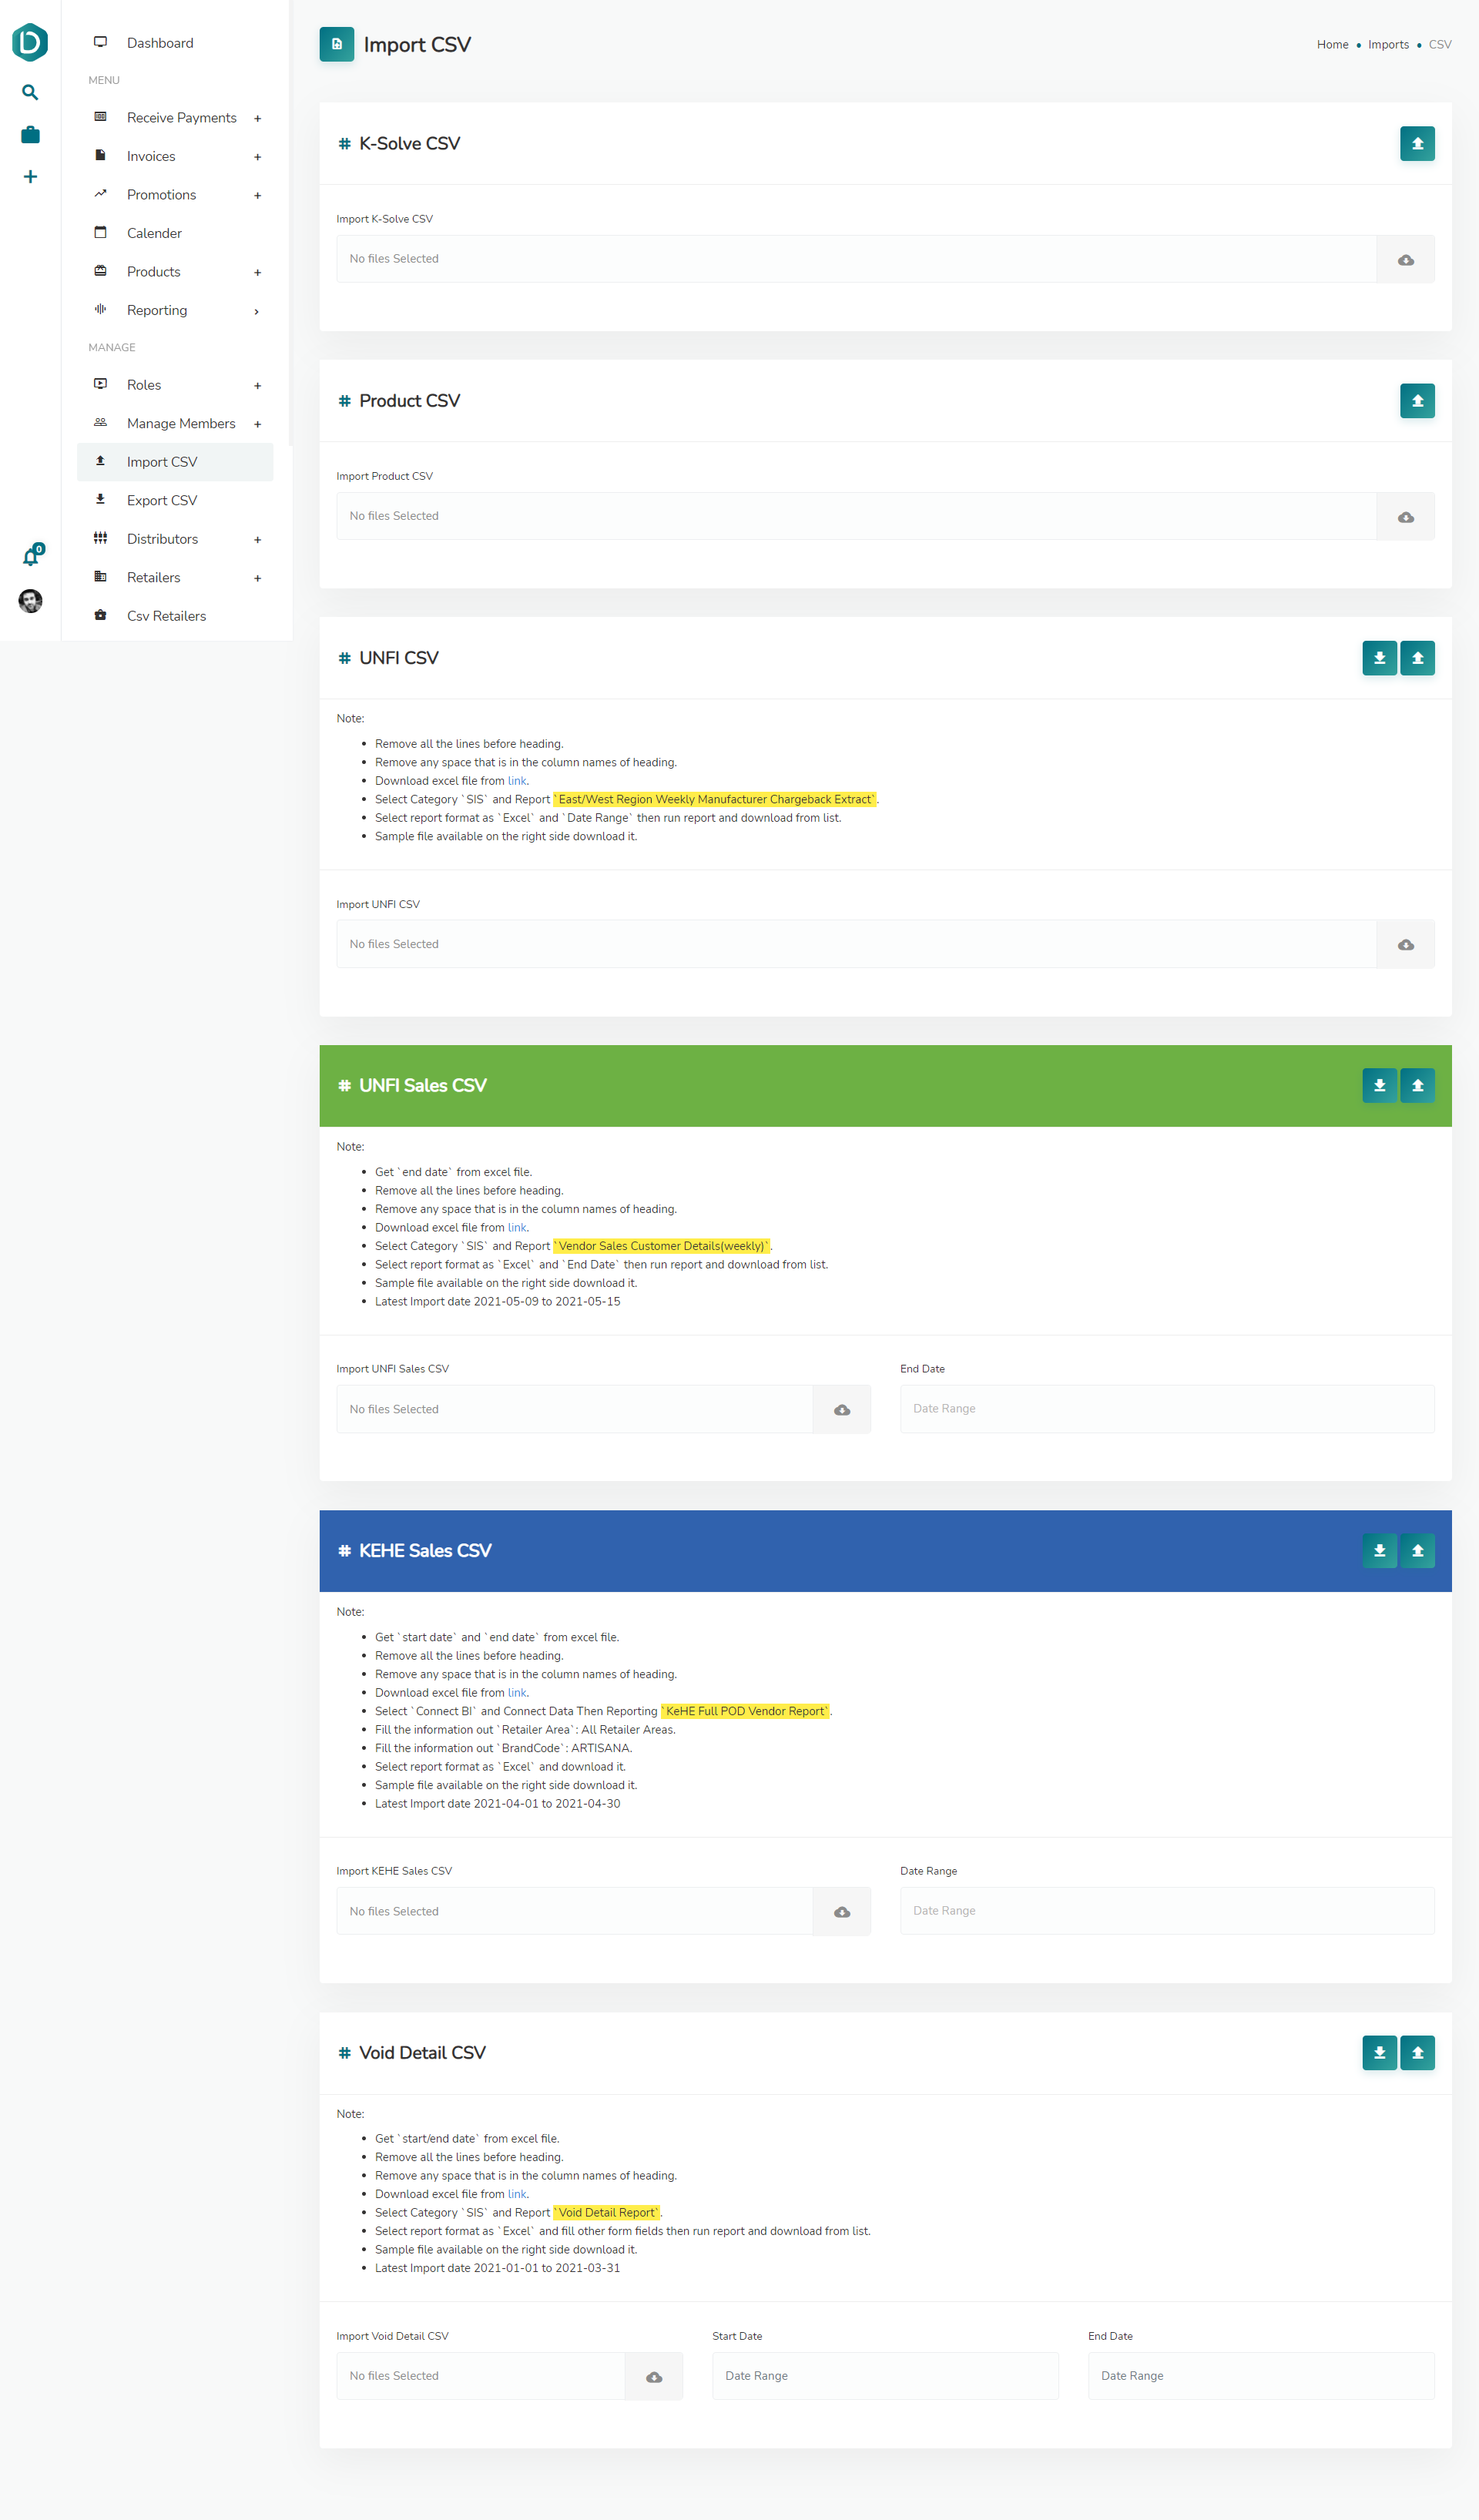 Dashboard
MENU
Receive Payments +
Invoices +
Promotions +
Calender
Products +
Reporting
MANAGE
Roles +
Manage Members +
Import CSV
Export CSV
Distributors +
Retailers +
Csv Retailers
0
Import CSV
Home • Imports • CSV
# K-Solve CSV
Import K-Solve CSV
No files Selected
# Product CSV
Import Product CSV
No files Selected
# UNFI CSV
Note:
• Remove all the lines before heading.
• Remove any space that is in the column names of heading.
• Download excel file from link.
• Select Category `SIS` and Report `East/West Region Weekly Manufacturer Chargeback Extract`.
• Select report format as `Excel` and `Date Range` then run report and download from list.
• Sample file available on the right side download it.
Import UNFI CSV
No files Selected
# UNFI Sales CSV
Note:
• Get `end date` from excel file.
• Remove all the lines before heading.
• Remove any space that is in the column names of heading.
• Download excel file from link.
• Select Category `SIS` and Report `Vendor Sales Customer Details(weekly)`.
• Select report format as `Excel` and `End Date` then run report and download from list.
• Sample file available on the right side download it.
• Latest Import date 2021-05-09 to 2021-05-15
Import UNFI Sales CSV
No files Selected
End Date
Date Range
# KEHE Sales CSV
Note:
• Get `start date` and `end date` from excel file.
• Remove all the lines before heading.
• Remove any space that is in the column names of heading.
• Download excel file from link.
• Select `Connect BI` and Connect Data Then Reporting `KeHE Full POD Vendor Report`.
• Fill the information out `Retailer Area`: All Retailer Areas.
• Fill the information out `BrandCode`: ARTISANA.
• Select report format as `Excel` and download it.
• Sample file available on the right side download it.
• Latest Import date 2021-04-01 to 2021-04-30
Import KEHE Sales CSV
No files Selected
Date Range
Date Range
# Void Detail CSV
Note:
• Get `start/end date` from excel file.
• Remove all the lines before heading.
• Remove any space that is in the column names of heading.
• Download excel file from link.
• Select Category `SIS` and Report `Void Detail Report`.
• Select report format as `Excel` and fill other form fields then run report and download from list.
• Sample file available on the right side download it.
• Latest Import date 2021-01-01 to 2021-03-31
Import Void Detail CSV
No files Selected
Start Date
Date Range
End Date
Date Range